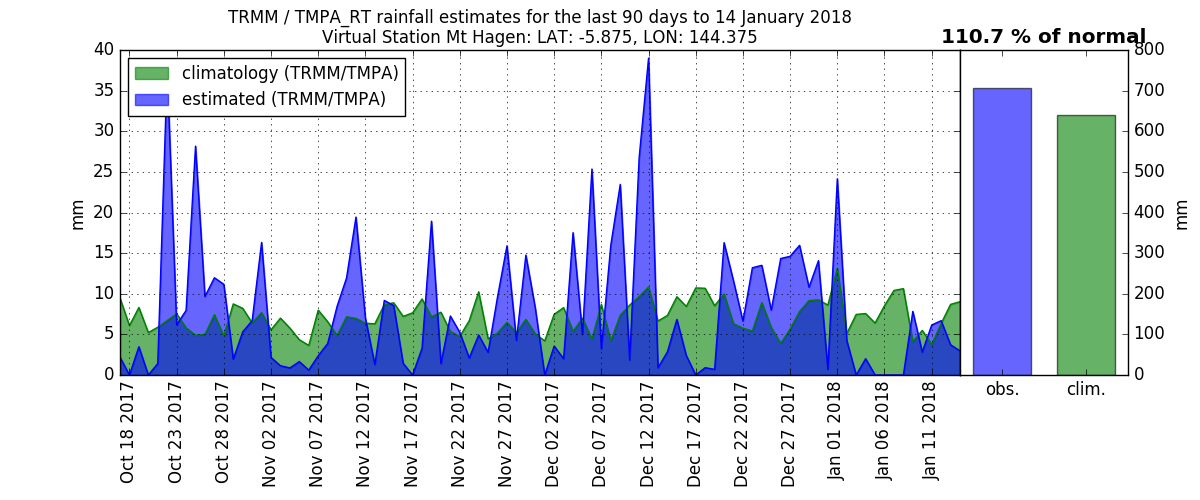 TRMM / TMPA_RT rainfall estimates for the last 90 days to 14 January 2018
Virtual Station Mt Hagen: LAT: -5.875, LON: 144.375
110.7 % of normal
climatology (TRMM/TMPA)
estimated (TRMM/TMPA)
40
35
30
25
20
15
10
5
0
mm
800
700
600
500
400
300
200
100
0
mm
Oct 18 2017
Oct 23 2017
Oct 28 2017
Nov 02 2017
Nov 07 2017
Nov 12 2017
Nov 17 2017
Nov 22 2017
Nov 27 2017
Dec 02 2017
Dec 07 2017
Dec 12 2017
Dec 17 2017
Dec 22 2017
Dec 27 2017
Jan 01 2018
Jan 06 2018
Jan 11 2018
obs.
clim.